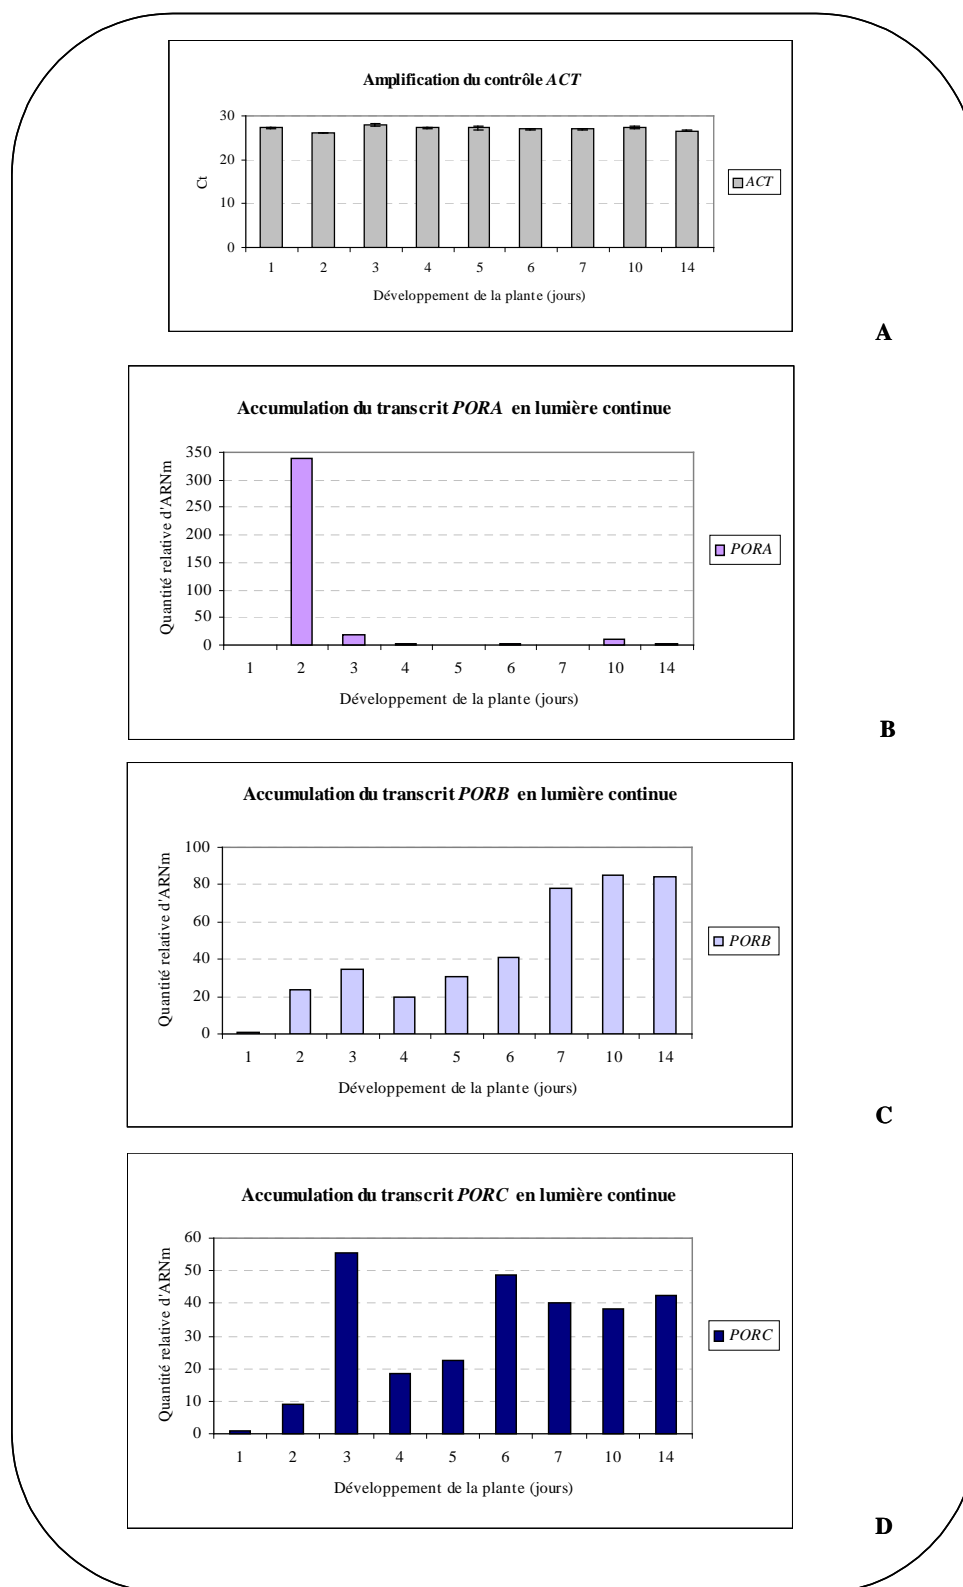 Amplification du contrôle ACT
30
20
10
0
Ct
1 2 3 4 5 6 7 10 14
Développement de la plante (jours)
ACT
A
Accumulation du transcrit PORA en lumière continue
350
300
250
200
150
100
50
0
Quantité relative d'ARNm
1 2 3 4 5 6 7 10 14
Développement de la plante (jours)
PORA
B
Accumulation du transcrit PORB en lumière continue
100
80
60
40
20
0
Quantité relative d'ARNm
1 2 3 4 5 6 7 10 14
Développement de la plante (jours)
PORB
C
Accumulation du transcrit PORC en lumière continue
60
50
40
30
20
10
0
Quantité relative d'ARNm
1 2 3 4 5 6 7 10 14
Développement de la plante (jours)
PORC
D